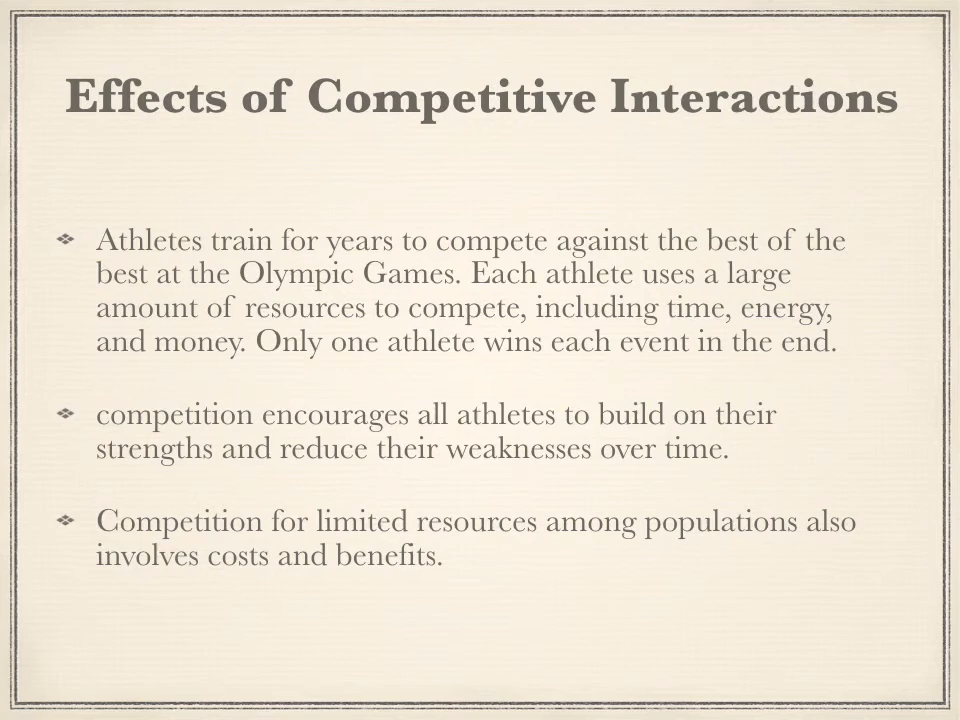 Effects of Competitive Interactions
Athletes train for years to compete against the best of the
best at the Olympic Games. Each athlete uses a large
amount of resources to compete, including time, energy,
and money. Only one athlete wins each event in the end.
competition encourages all athletes to build on their
strengths and reduce their weaknesses over time.
Competition for limited resources among populations also
involves costs and benefits.